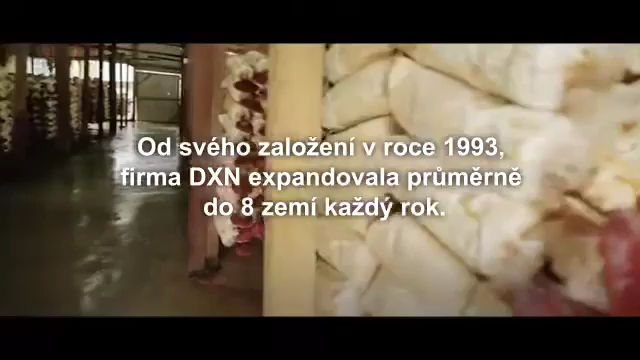 Od svého založení v roce 1993,
firma DXN expandovala průměrně
do 8 zemí každý rok.